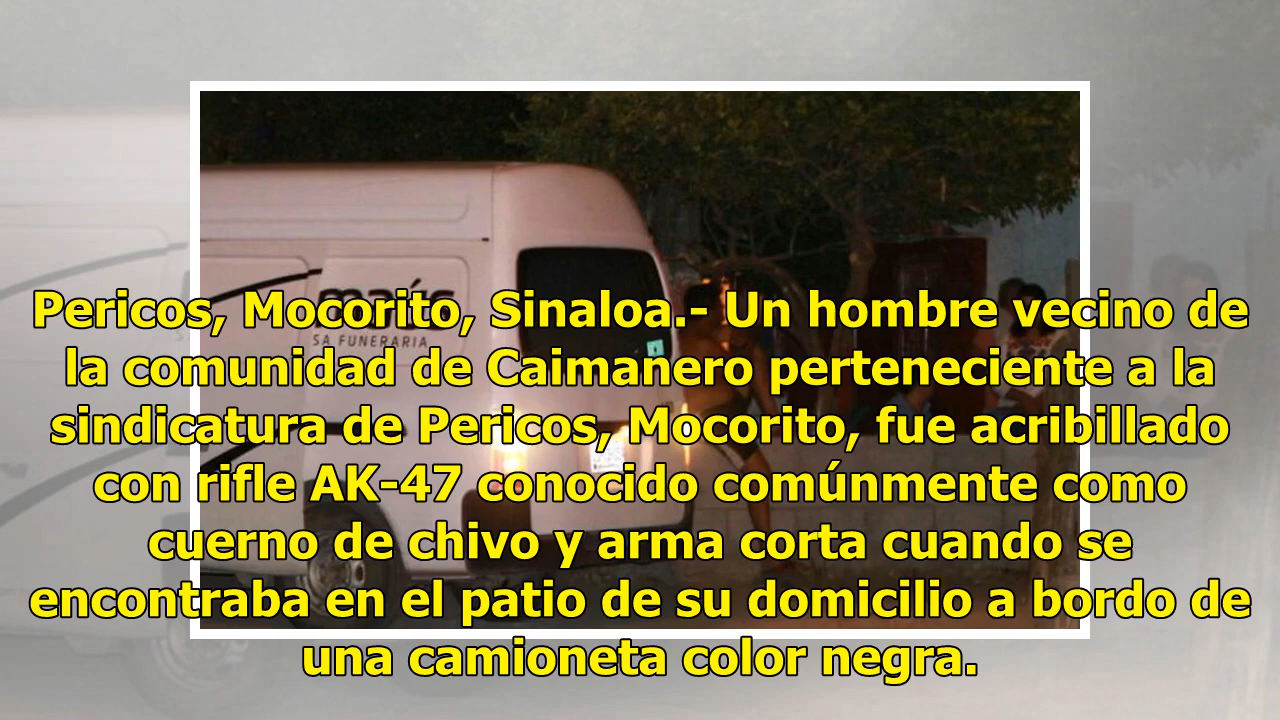 Pericos, Mocorito, Sinaloa.- Un hombre vecino de
la comunidad de Caimanero perteneciente a la
sindicatura de Pericos, Mocorito, fue acribillado
con rifle AK-47 conocido comúnmente como
cuerno de chivo y arma corta cuando se
encontraba en el patio de su domicilio a bordo de
una camioneta color negra.
SA FUNERARIA